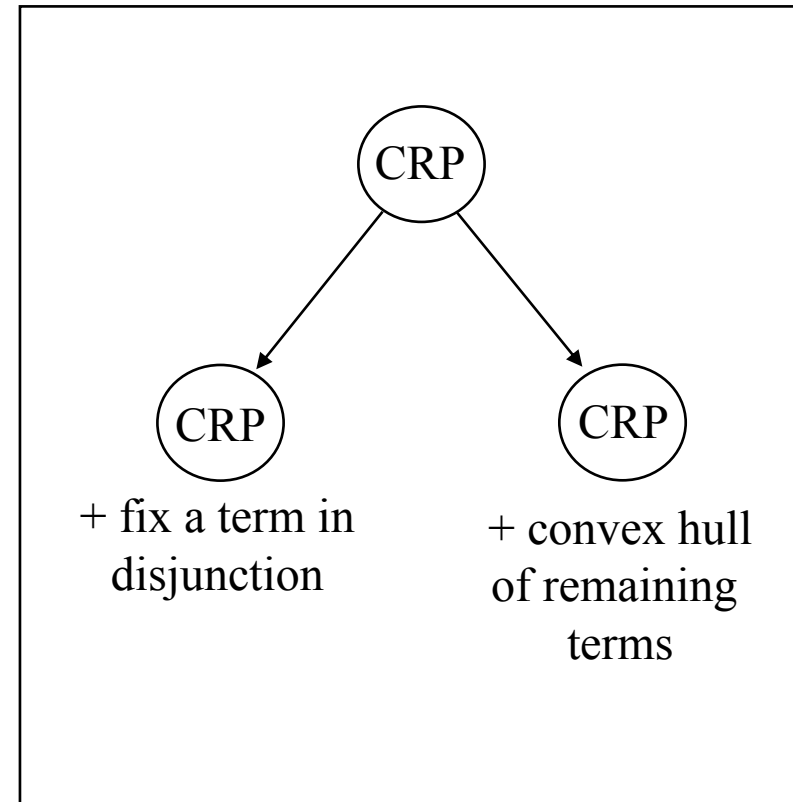 CRP
CRP
+ fix a term in
disjunction
CRP
+ convex hull
of remaining
terms